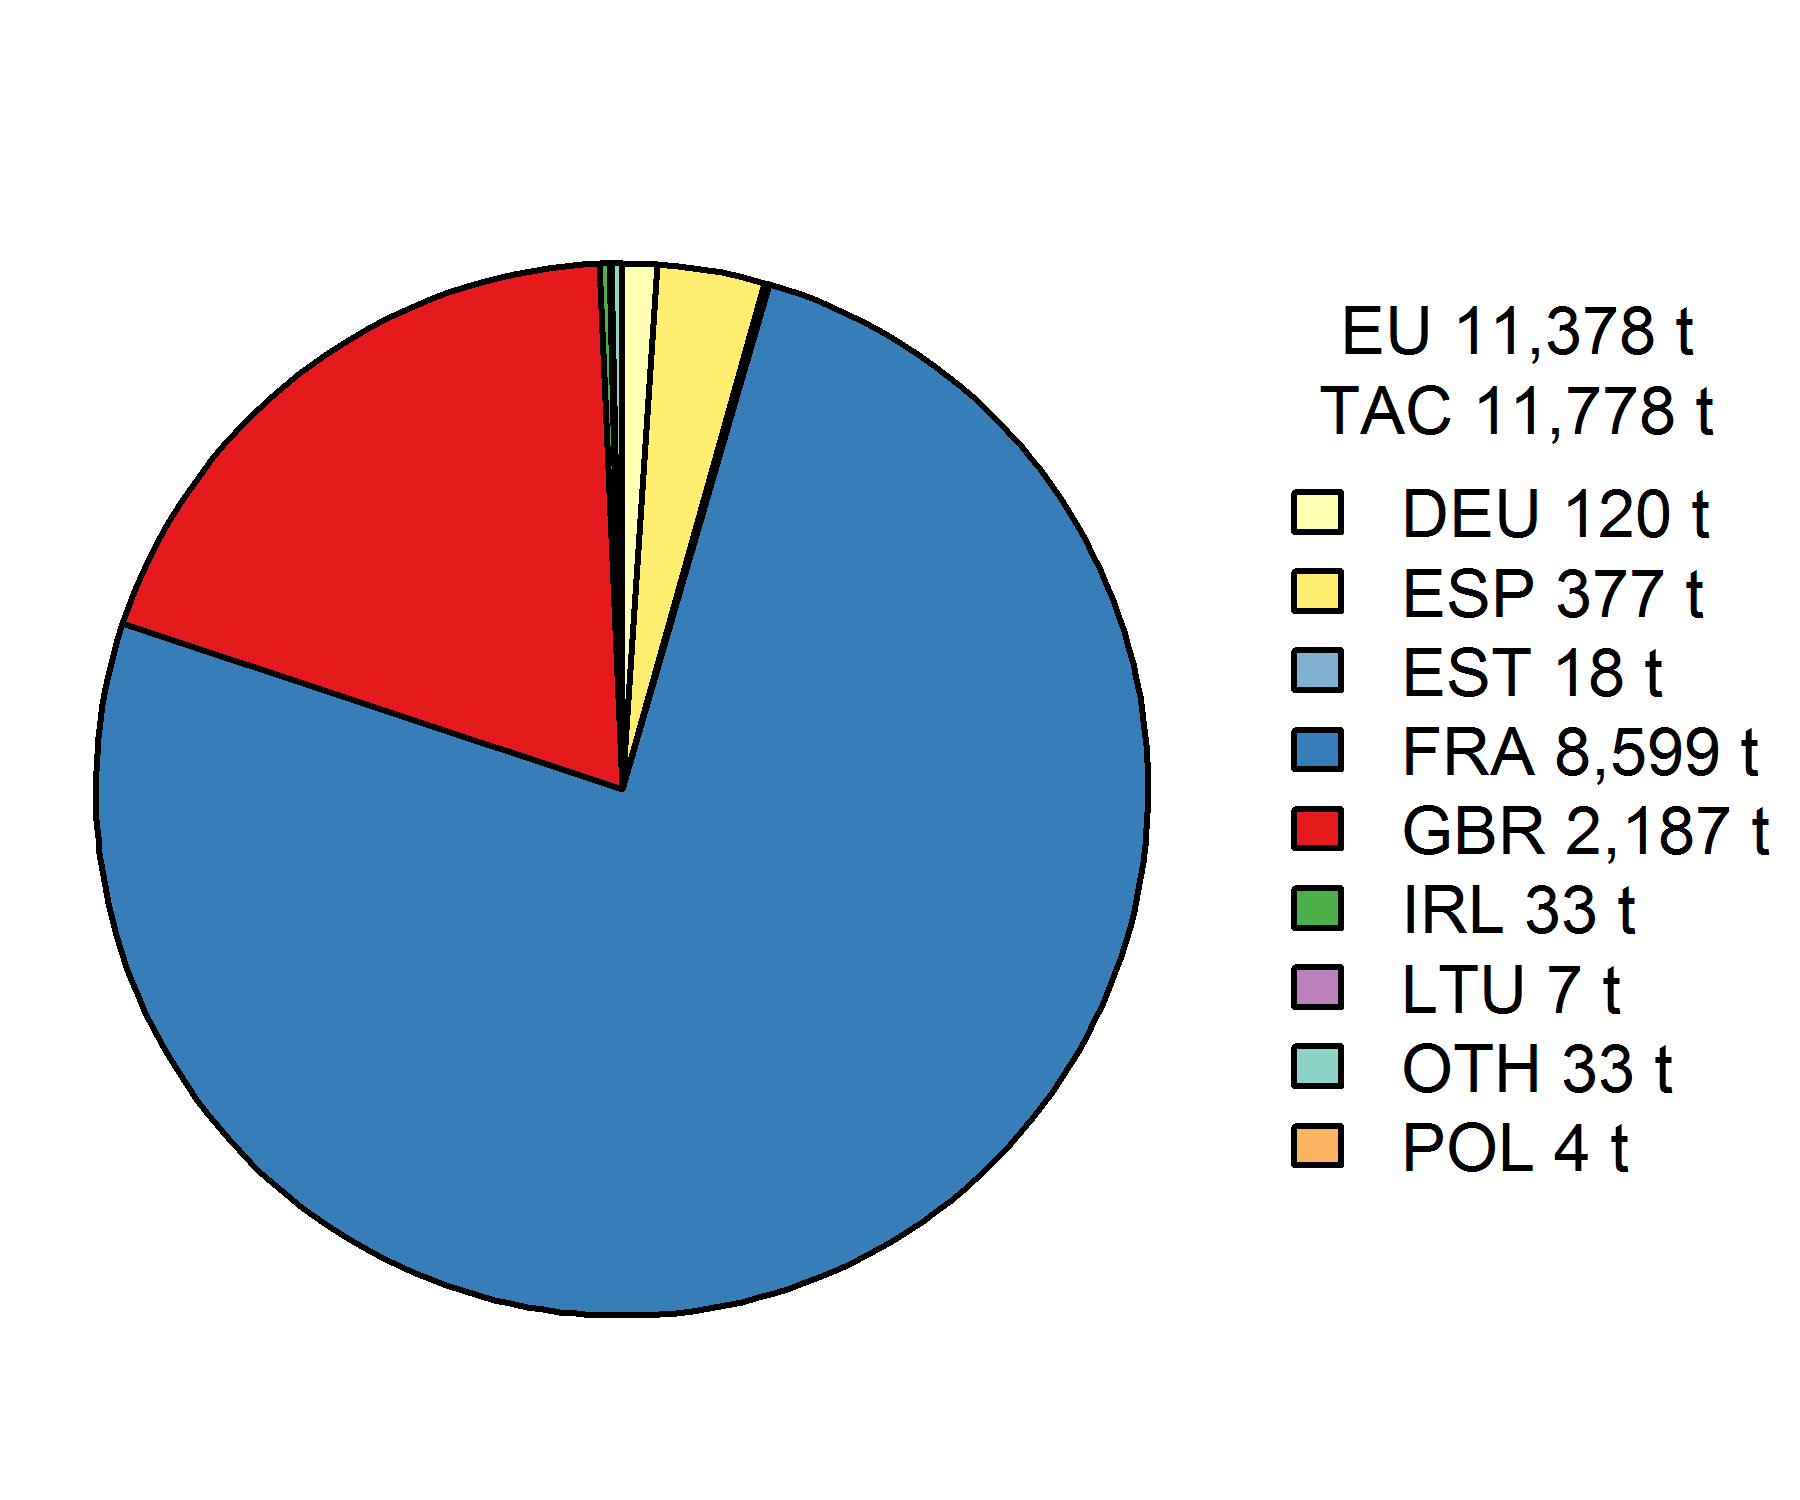 EU 11,378 t
TAC 11,778 t
DEU 120 t
ESP 377 t
EST 18 t
FRA 8,599 t
GBR 2,187 t
IRL 33 t
LTU 7 t
OTH 33 t
POL 4 t